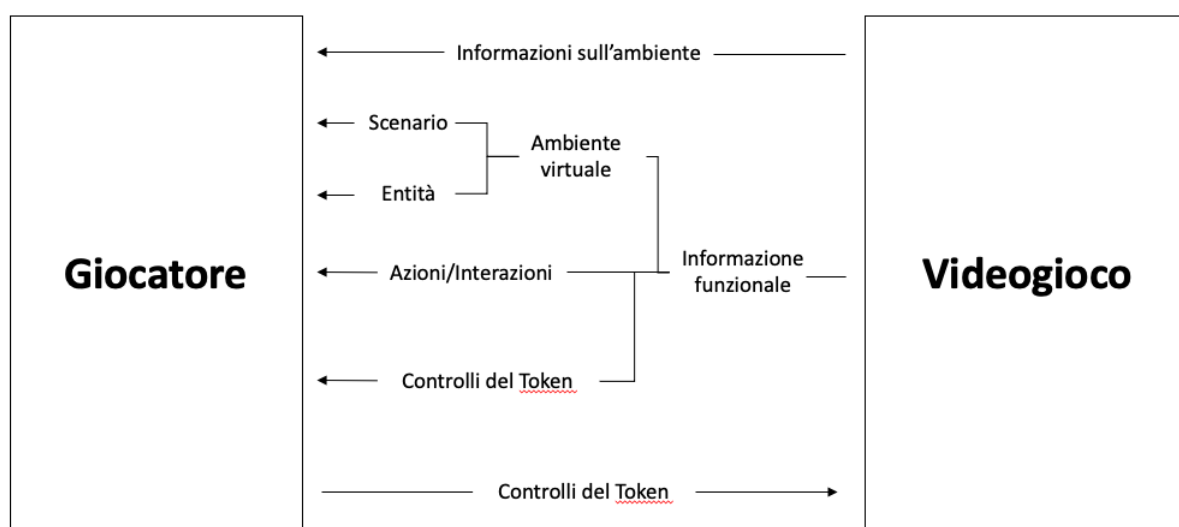 Informazioni sull'ambiente
Scenario
Ambiente
virtuale
Entità
Giocatore
Azioni/Interazioni
Informazione
funzionale
Videogioco
Controlli del Token
Controlli del Token